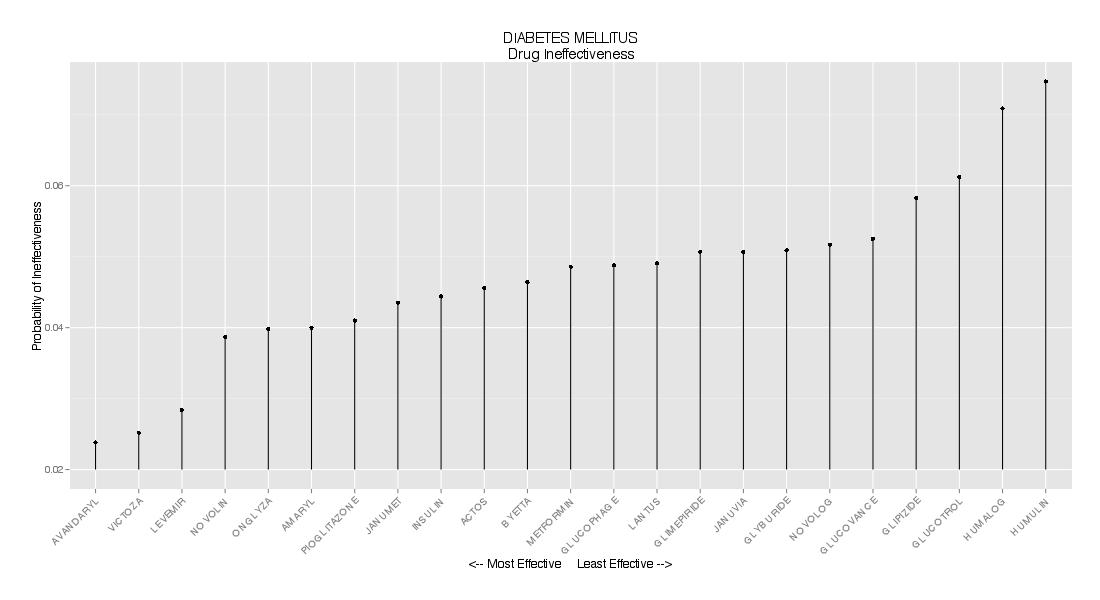 DIABETES MELLITUS
Drug Ineffectiveness
Probability of Ineffectiveness
0.06
0.04
0.02
AVANDARYL
VICTOZA
LEVEMIR
NOVOLIN
ONGLYZA
AMARYL
PIOGLITAZONE
JANUMET
INSULIN
ACTOS
BYETTA
METFORMIN
GLUCOPHAGE
LANTUS
GLIMEPIRIDE
JANUVIA
GLYBURIDE
NOVOLOG
GLUCOVANCE
GLIPIZIDE
GLUCOTROL
HUMALOG
HUMULIN
<-- Most Effective Least Effective -->